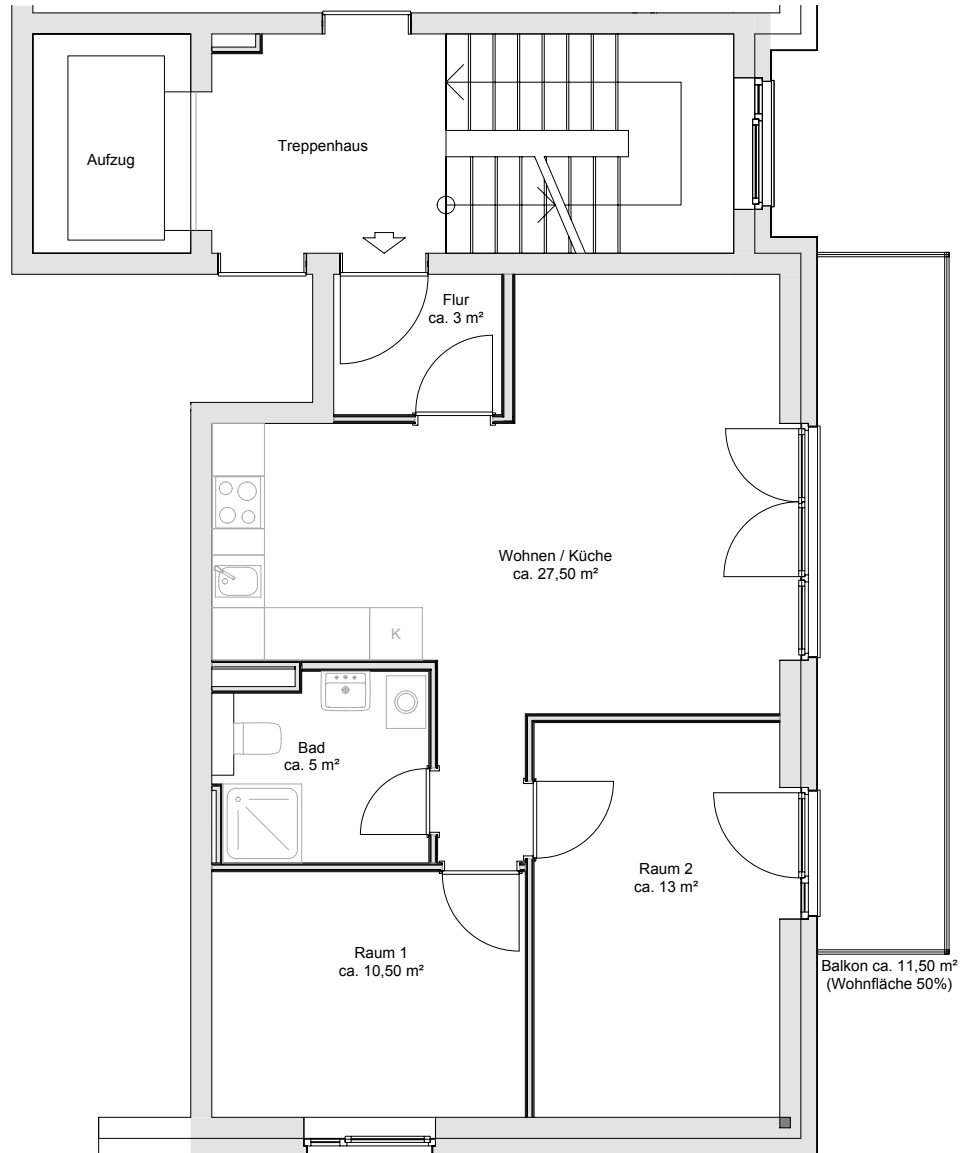 Aufzug
Treppenhaus
Flur
ca. 3 m²
Wohnen / Küche
ca. 27,50 m²
K
Bad
ca. 5 m²
Raum 2
ca. 13 m²
Raum 1
ca. 10,50 m²
Balkon ca. 11,50 m²
(Wohnfläche 50%)